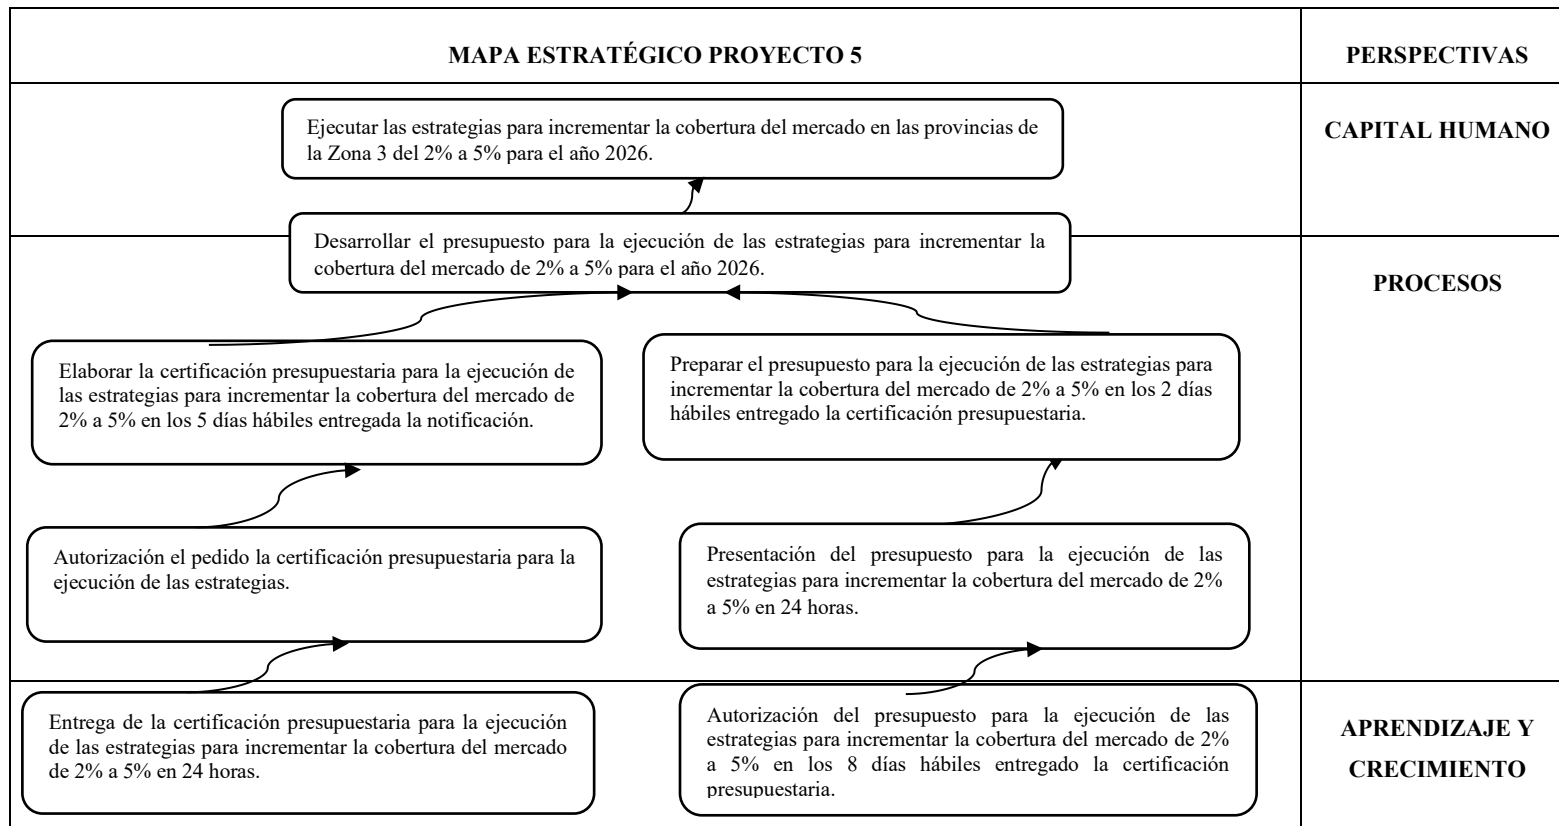 MAPA ESTRATÉGICO PROYECTO 5
PERSPECTIVAS
Ejecutar las estrategias para incrementar la cobertura del mercado en las provincias de
la Zona 3 del 2% a 5% para el año 2026.
CAPITAL HUMANO
Desarrollar el presupuesto para la ejecución de las estrategias para incrementar la
cobertura del mercado de 2% a 5% para el año 2026.
PROCESOS
Elaborar la certificación presupuestaria para la ejecución de
las estrategias para incrementar la cobertura del mercado de
2% a 5% en los 5 días hábiles entregada la notificación.
Preparar el presupuesto para la ejecución de las estrategias para
incrementar la cobertura del mercado de 2% a 5% en los 2 días
hábiles entregado la certificación presupuestaria.
Autorización el pedido la certificación presupuestaria para la
ejecución de las estrategias.
Presentación del presupuesto para la ejecución de las
estrategias para incrementar la cobertura del mercado de 2%
a 5% en 24 horas.
Entrega de la certificación presupuestaria para la ejecución
de las estrategias para incrementar la cobertura del mercado
de 2% a 5% en 24 horas.
Autorización del presupuesto para la ejecución de las
estrategias para incrementar la cobertura del mercado de 2%
a 5% en los 8 días hábiles entregado la certificación
presupuestaria.
APRENDIZAJE Y
CRECIMIENTO